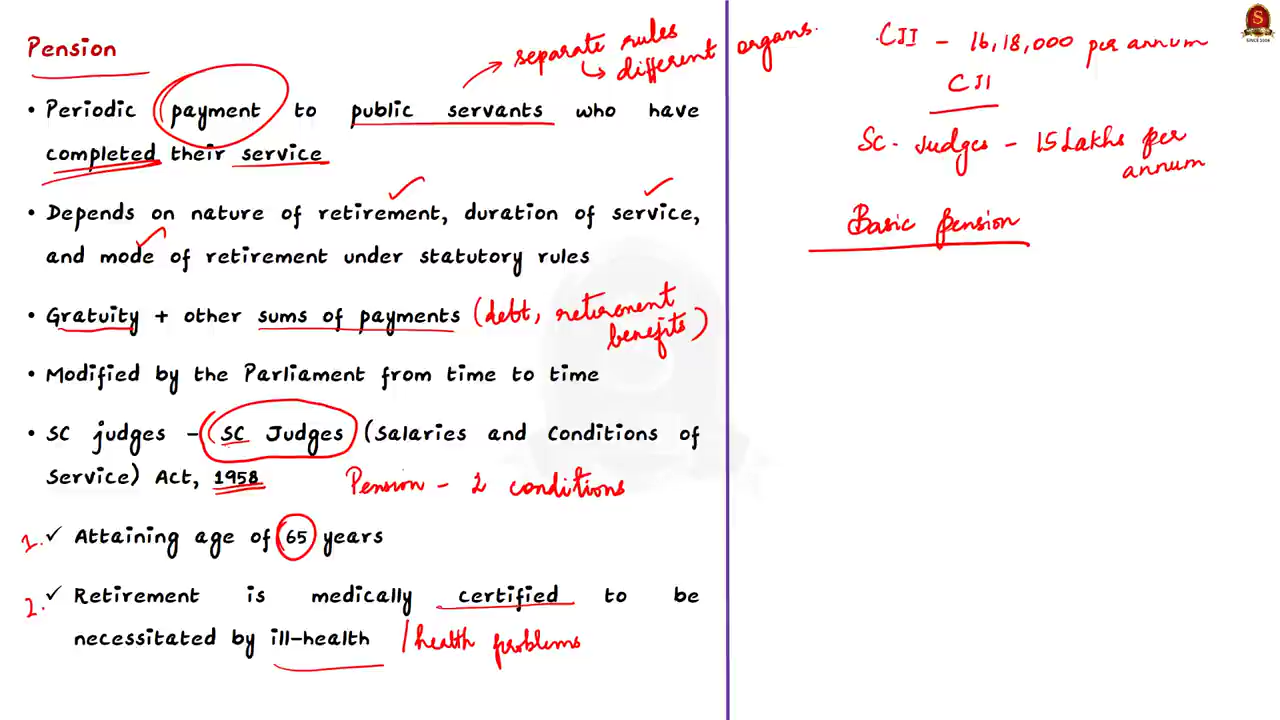 Pension
separate rules
different organs.
• Periodic payment to public servants who have
completed their service
• Depends on nature of retirement, duration of service,
and mode of retirement under statutory rules
• Gratuity + other sums of payments (debt, retirement
benefits)
• Modified by the Parliament from time to time
• SC judges - SC Judges (Salaries and Conditions of
Service) Act, 1958 Pension - 2 conditions
1. ✓ Attaining age of 65 years
2. ✓ Retirement is medically certified to be
necessitated by ill-health / health problems
CJI - 16,18,000 per annum
CJI
SC. Judges - 15 Lakhs per
annum
Basic Pension
S
SINCE 2004